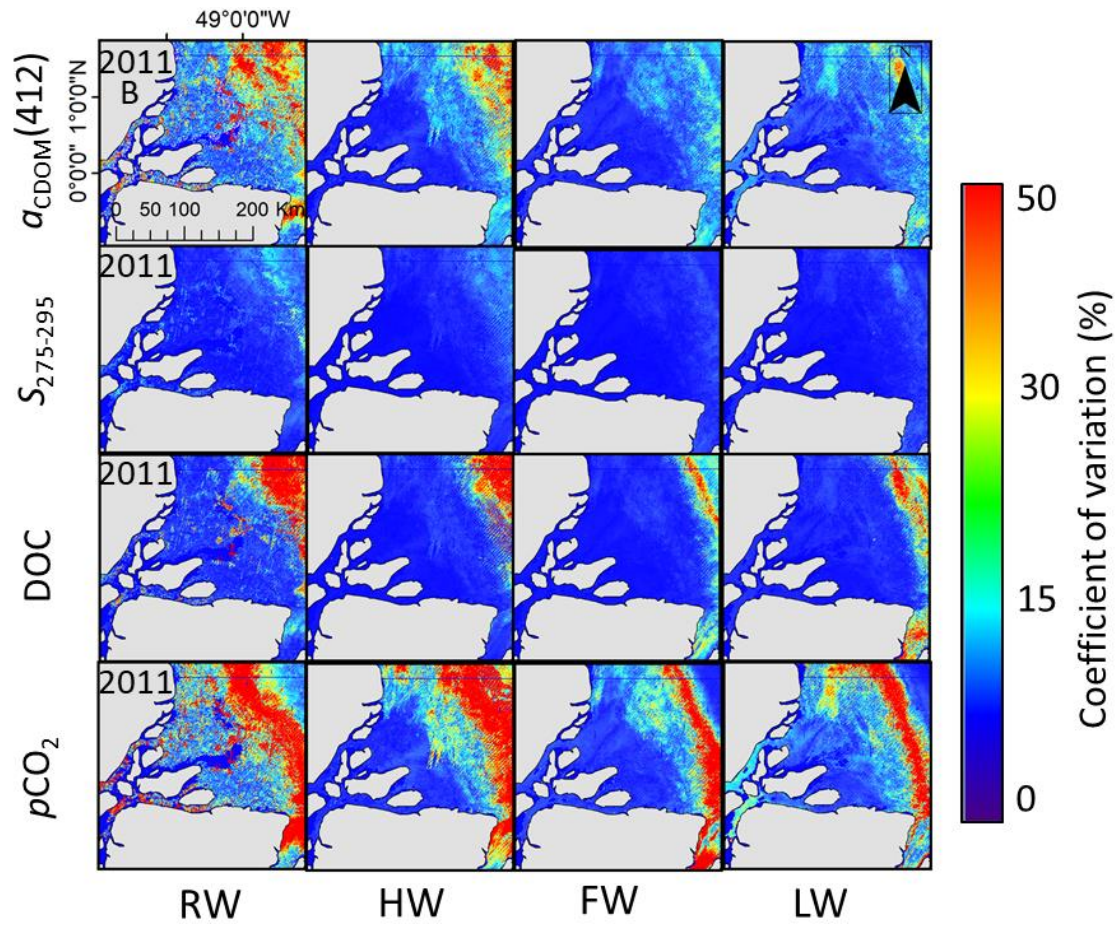 49°0'0"W
2011
B
N
aCDOM(412)
1°0'0"N
0°0'0"
0 50 100 200 Km
2011
S275-295
2011
DOC
2011
pCO2
50
30
15
0
Coefficient of variation (%)
RW HW FW LW